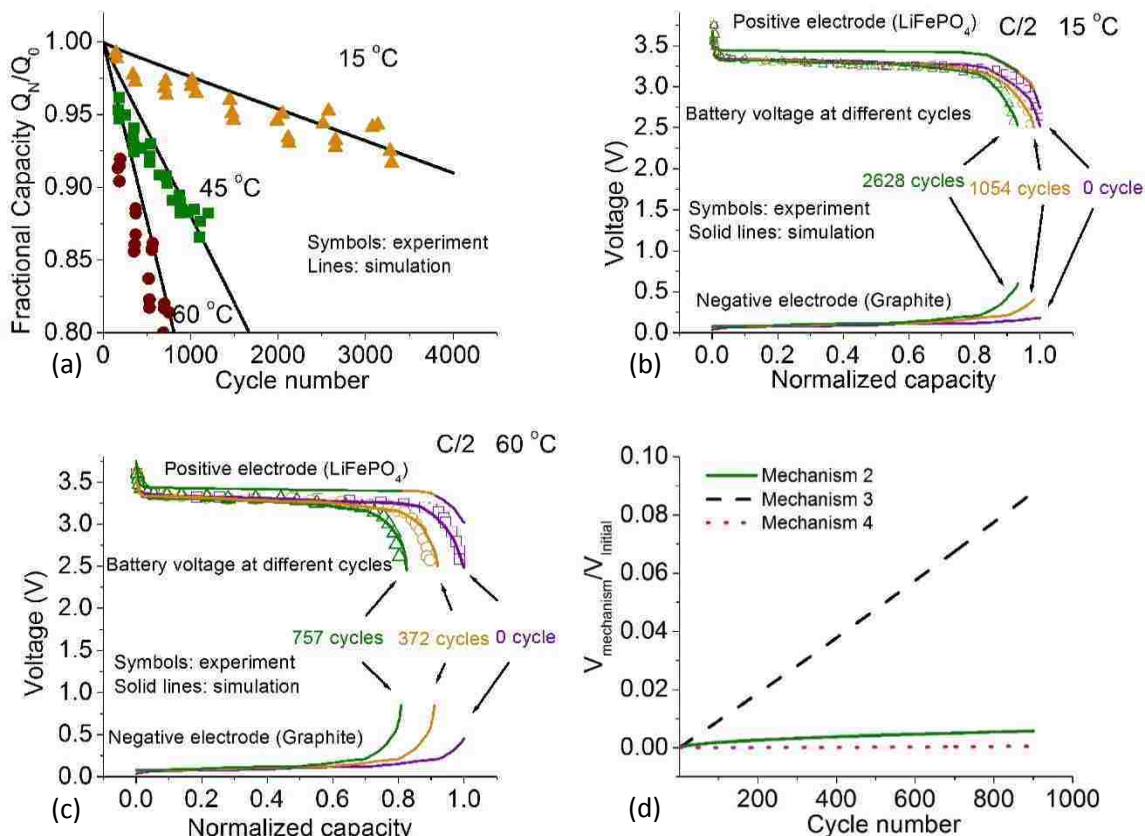 1.00
0.95
0.90
0.85
0.80
Fractional Capacity Q_N/Q_0
15 °C
45 °C
60 °C
Symbols: experiment
Lines: simulation
0 1000 2000 3000 4000
Cycle number
(a)
Positive electrode (LiFePO₄) C/2 15 °C
3.5
3.0
2.5
2.0
1.5
1.0
0.5
0.0
Voltage (V)
Battery voltage at different cycles
2628 cycles 1054 cycles 0 cycle
Symbols: experiment
Solid lines: simulation
Negative electrode (Graphite)
0.0 0.2 0.4 0.6 0.8 1.0
Normalized capacity
(b)
C/2 60 °C
Positive electrode (LiFePO₄)
3.5
3.0
2.5
2.0
1.5
1.0
0.5
0.0
Voltage (V)
Battery voltage at different cycles
757 cycles 372 cycles 0 cycle
Symbols: experiment
Solid lines: simulation
Negative electrode (Graphite)
0.0 0.2 0.4 0.6 0.8 1.0
Normalized capacity
(c)
0.10
0.08
0.06
0.04
0.02
0.00
V_mechanism/V_Initial
Mechanism 2
Mechanism 3
Mechanism 4
200 400 600 800 1000
Cycle number
(d)